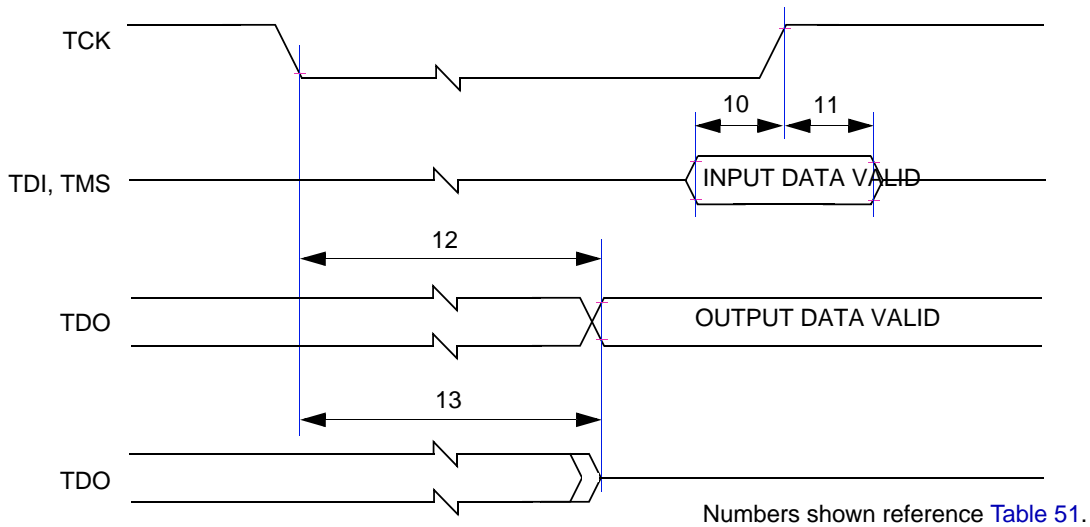 TCK
10
11
TDI, TMS
INPUT DATA VALID
12
TDO
OUTPUT DATA VALID
13
TDO
Numbers shown reference Table 51.